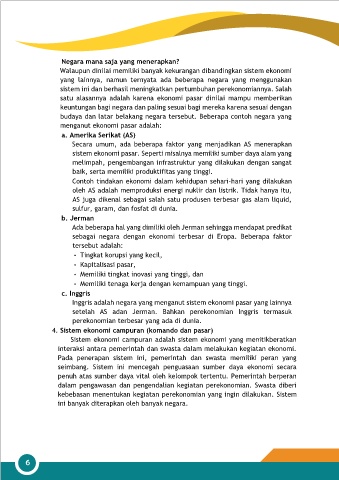 Negara mana saja yang menerapkan?
Walaupun dinilai memiliki banyak kekurangan dibandingkan sistem ekonomi
yang lainnya, namun ternyata ada beberapa negara yang menggunakan
sistem ini dan berhasil meningkatkan pertumbuhan perekonomiannya. Salah
satu alasannya adalah karena ekonomi pasar dinilai mampu memberikan
keuntungan bagi negara dan paling sesuai bagi mereka karena sesuai dengan
budaya dan latar belakang negara tersebut. Beberapa contoh negara yang
menganut ekonomi pasar adalah:
a. Amerika Serikat (AS)
Secara umum, ada beberapa faktor yang menjadikan AS menerapkan
sistem ekonomi pasar. Seperti misalnya memiliki sumber daya alam yang
melimpah, pengembangan infrastruktur yang dilakukan dengan sangat
baik, serta memiliki produktifitas yang tinggi.
Contoh tindakan ekonomi dalam kehidupan sehari-hari yang dilakukan
oleh AS adalah memproduksi energi nuklir dan listrik. Tidak hanya itu,
AS juga dikenal sebagai salah satu produsen terbesar gas alam liquid,
sulfur, garam, dan fosfat di dunia.
b. Jerman
Ada beberapa hal yang dimiliki oleh Jerman sehingga mendapat predikat
sebagai negara dengan ekonomi terbesar di Eropa. Beberapa faktor
tersebut adalah:
- Tingkat korupsi yang kecil,
- Kapitalisasi pasar,
- Memiliki tingkat inovasi yang tinggi, dan
- Memiliki tenaga kerja dengan kemampuan yang tinggi.
c. Inggris
Inggris adalah negara yang menganut sistem ekonomi pasar yang lainnya
setelah AS adan Jerman. Bahkan perekonomian Inggris termasuk
perekonomian terbesar yang ada di dunia.
4. Sistem ekonomi campuran (komando dan pasar)
Sistem ekonomi campuran adalah sistem ekonomi yang menitikberatkan
interaksi antara pemerintah dan swasta dalam melakukan kegiatan ekonomi.
Pada penerapan sistem ini, pemerintah dan swasta memiliki peran yang
seimbang. Sistem ini mencegah penguasaan sumber daya ekonomi secara
penuh atas sumber daya vital oleh kelompok tertentu. Pemerintah berperan
dalam pengawasan dan pengendalian kegiatan perekonomian. Swasta diberi
kebebasan menentukan kegiatan perekonomian yang ingin dilakukan. Sistem
ini banyak diterapkan oleh banyak negara.
6